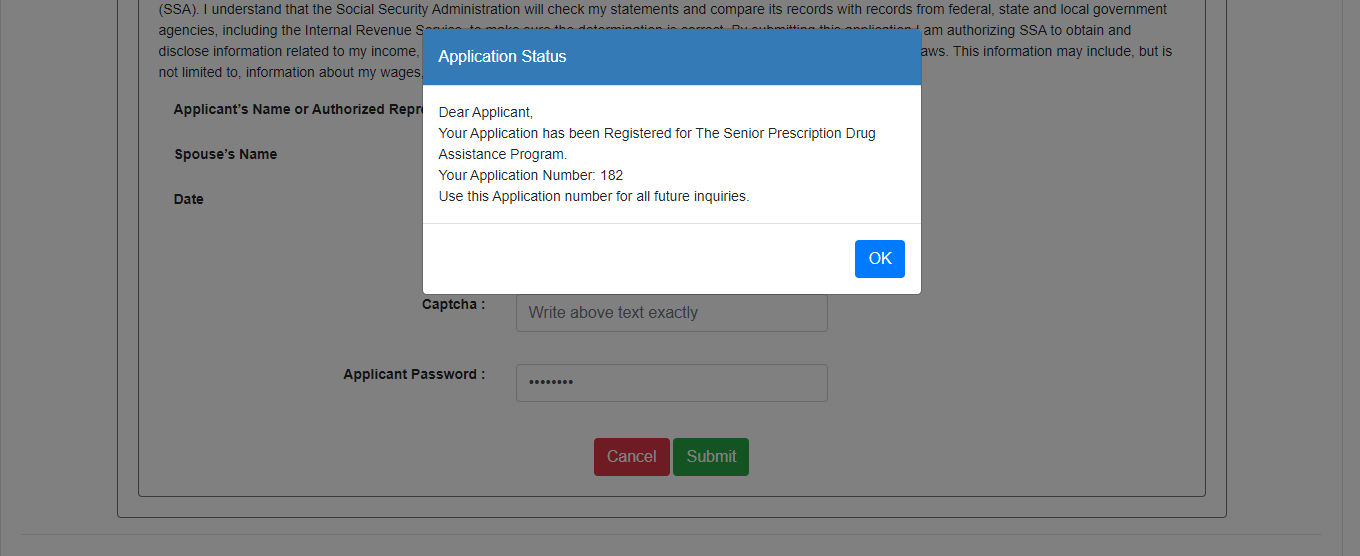 (SSA). I understand that the Social Security Administration will check my statements and compare its records with records from federal, state and local government
agencies, including the Internal Revenue Service, to make sure the determination is correct. By submitting this application I am authorizing SSA to obtain and
disclose information related to my income, aws. This information may include, but is
not limited to, information about my wages,
Application Status
Dear Applicant,
Your Application has been Registered for The Senior Prescription Drug
Assistance Program.
Your Application Number: 182
Use this Application number for all future inquiries.
OK
Applicant’s Name or Authorized Repre
Spouse’s Name
Date
Captcha :
Write above text exactly
Applicant Password :
••••••••
Cancel
Submit